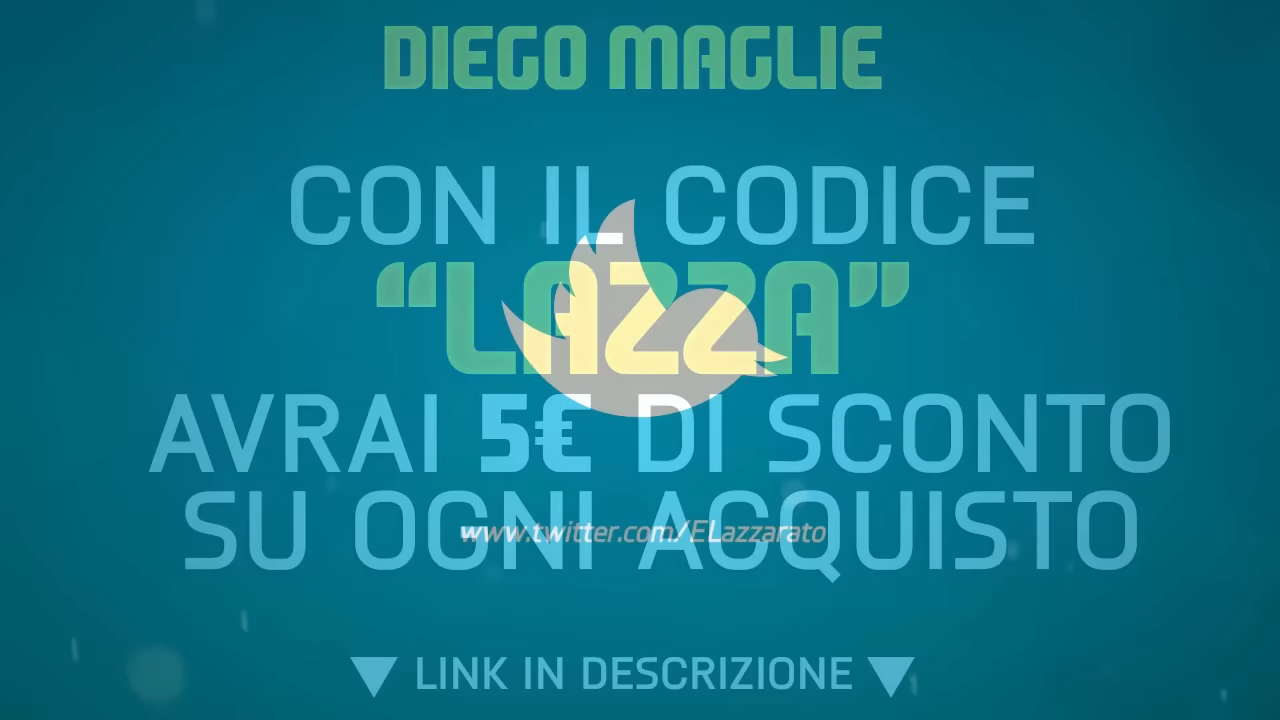 DIEGO MAGLIE
CON IL CODICE
“LAZZA”
AVRAI 5€ DI SCONTO
SU OGNI ACQUISTO
www.twitter.com/ELazzarato
LINK IN DESCRIZIONE